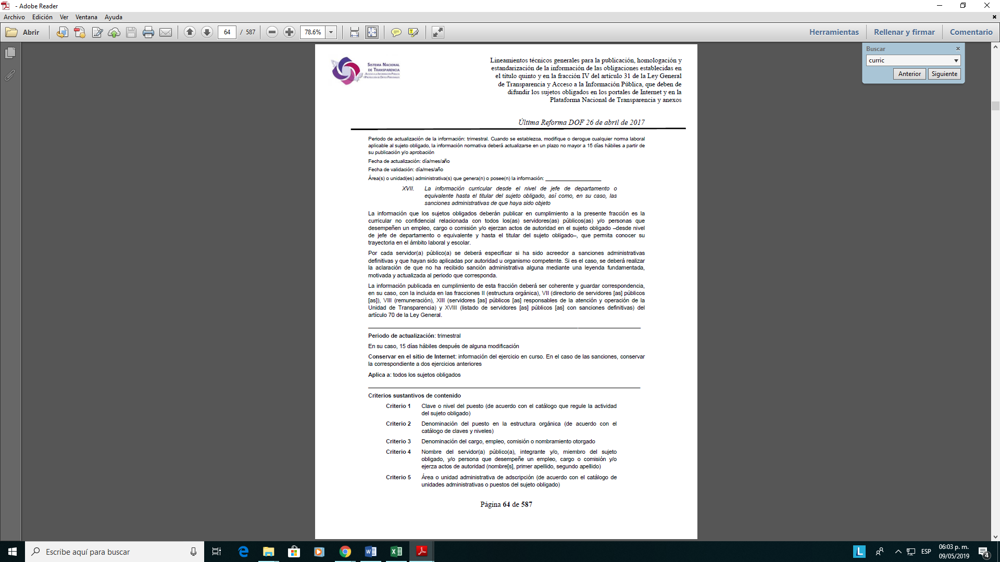 - Adobe Reader
Archivo Edición Ver Ventana Ayuda
Abrir 64 / 587 78.6% Herramientas Rellenar y firmar Comentario
Buscar
curric
Anterior Siguiente
SISTEMA NACIONAL
DE TRANSPARENCIA
ACCESO A LA INFORMACIÓN PÚBLICA
Y PROTECCIÓN DE DATOS PERSONALES
Lineamientos técnicos generales para la publicación, homologación y
estandarización de la información de las obligaciones establecidas en
el título quinto y en la fracción IV del artículo 31 de la Ley General
de Transparencia y Acceso a la Información Pública, que deben de
difundir los sujetos obligados en los portales de Internet y en la
Plataforma Nacional de Transparencia y anexos
Última Reforma DOF 26 de abril de 2017
Periodo de actualización de la información: trimestral. Cuando se establezca, modifique o derogue cualquier norma laboral
aplicable al sujeto obligado, la información normativa deberá actualizarse en un plazo no mayor a 15 días hábiles a partir de
su publicación y/o aprobación
Fecha de actualización: día/mes/año
Fecha de validación: día/mes/año
Área(s) o unidad(es) administrativa(s) que genera(n) o posee(n) la información: ____________________
XVII. La información curricular desde el nivel de jefe de departamento o
equivalente hasta el titular del sujeto obligado, así como, en su caso, las
sanciones administrativas de que haya sido objeto
La información que los sujetos obligados deberán publicar en cumplimiento a la presente fracción es la
curricular no confidencial relacionada con todos los(as) servidores(as) públicos(as) y/o personas que
desempeñen un empleo, cargo o comisión y/o ejerzan actos de autoridad en el sujeto obligado –desde nivel
de jefe de departamento o equivalente y hasta el titular del sujeto obligado–, que permita conocer su
trayectoria en el ámbito laboral y escolar.
Por cada servidor(a) público(a) se deberá especificar si ha sido acreedor a sanciones administrativas
definitivas y que hayan sido aplicadas por autoridad u organismo competente. Si es el caso, se deberá realizar
la aclaración de que no ha recibido sanción administrativa alguna mediante una leyenda fundamentada,
motivada y actualizada al periodo que corresponda.
La información publicada en cumplimiento de esta fracción deberá ser coherente y guardar correspondencia,
en su caso, con la incluida en las fracciones II (estructura orgánica), VII (directorio de servidores [as] públicos
[as]), VIII (remuneración), XIII (servidores [as] públicos [as] responsables de la atención y operación de la
Unidad de Transparencia) y XVIII (listado de servidores [as] públicos [as] con sanciones definitivas) del
artículo 70 de la Ley General.
Periodo de actualización: trimestral
En su caso, 15 días hábiles después de alguna modificación
Conservar en el sitio de Internet: información del ejercicio en curso. En el caso de las sanciones, conservar
la correspondiente a dos ejercicios anteriores
Aplica a: todos los sujetos obligados
Criterios sustantivos de contenido
Criterio 1 Clave o nivel del puesto (de acuerdo con el catálogo que regule la actividad
del sujeto obligado)
Criterio 2 Denominación del puesto en la estructura orgánica (de acuerdo con el
catálogo de claves y niveles)
Criterio 3 Denominación del cargo, empleo, comisión o nombramiento otorgado
Criterio 4 Nombre del servidor(a) público(a), integrante y/o, miembro del sujeto
obligado, y/o persona que desempeñe un empleo, cargo o comisión y/o
ejerza actos de autoridad (nombre[s], primer apellido, segundo apellido)
Criterio 5 Área o unidad administrativa de adscripción (de acuerdo con el catálogo de
unidades administrativas o puestos del sujeto obligado)
Página 64 de 587
Escribe aquí para buscar
ESP
06:03 p. m.
09/05/2019
4